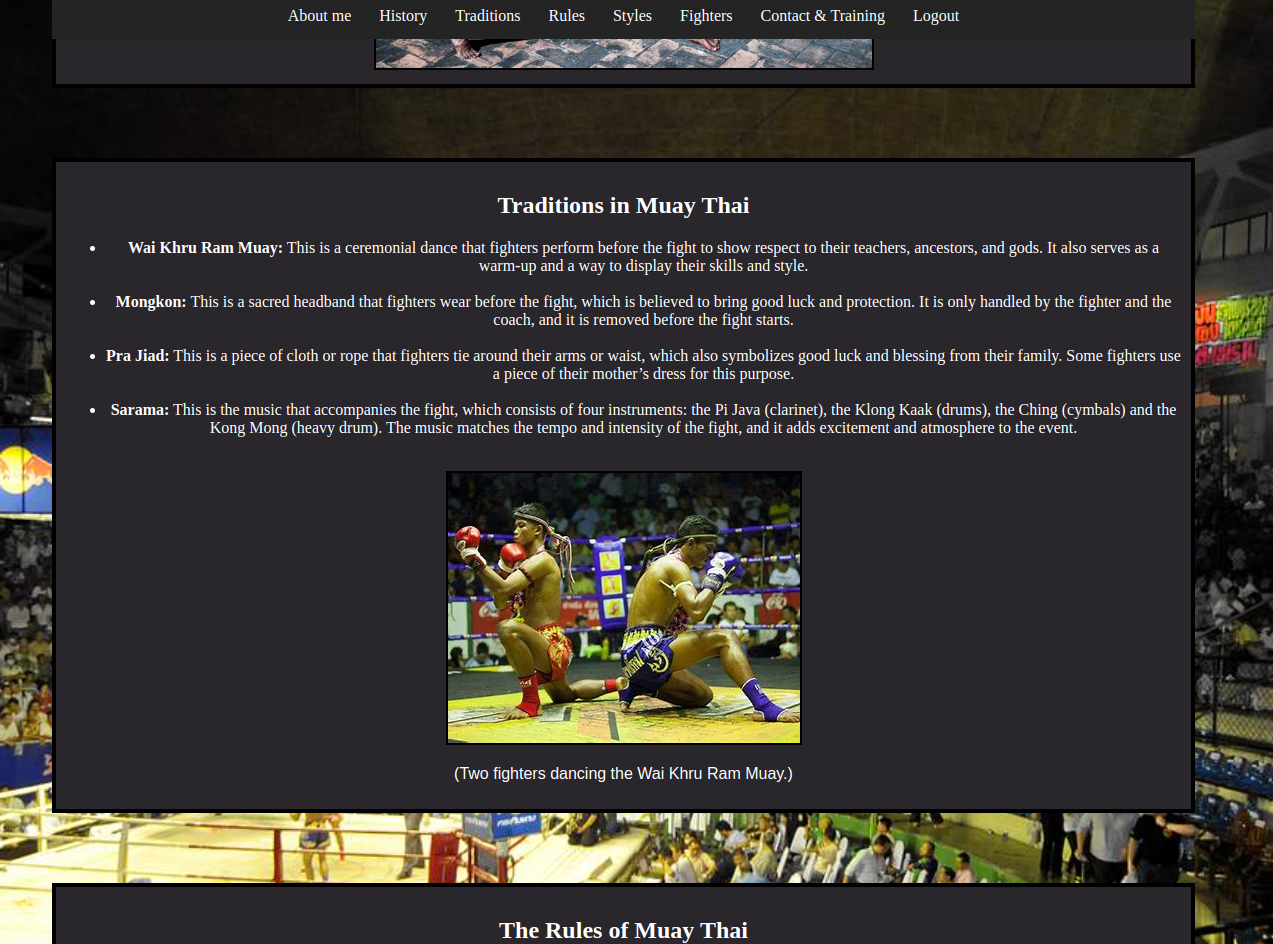 About me History Traditions Rules Styles Fighters Contact & Training Logout
Traditions in Muay Thai
Wai Khru Ram Muay: This is a ceremonial dance that fighters perform before the fight to show respect to their teachers, ancestors, and gods. It also serves as a
warm-up and a way to display their skills and style.
Mongkon: This is a sacred headband that fighters wear before the fight, which is believed to bring good luck and protection. It is only handled by the fighter and the
coach, and it is removed before the fight starts.
Pra Jiad: This is a piece of cloth or rope that fighters tie around their arms or waist, which also symbolizes good luck and blessing from their family. Some fighters use
a piece of their mother’s dress for this purpose.
Sarama: This is the music that accompanies the fight, which consists of four instruments: the Pi Java (clarinet), the Klong Kaak (drums), the Ching (cymbals) and the
Kong Mong (heavy drum). The music matches the tempo and intensity of the fight, and it adds excitement and atmosphere to the event.
(Two fighters dancing the Wai Khru Ram Muay.)
The Rules of Muay Thai